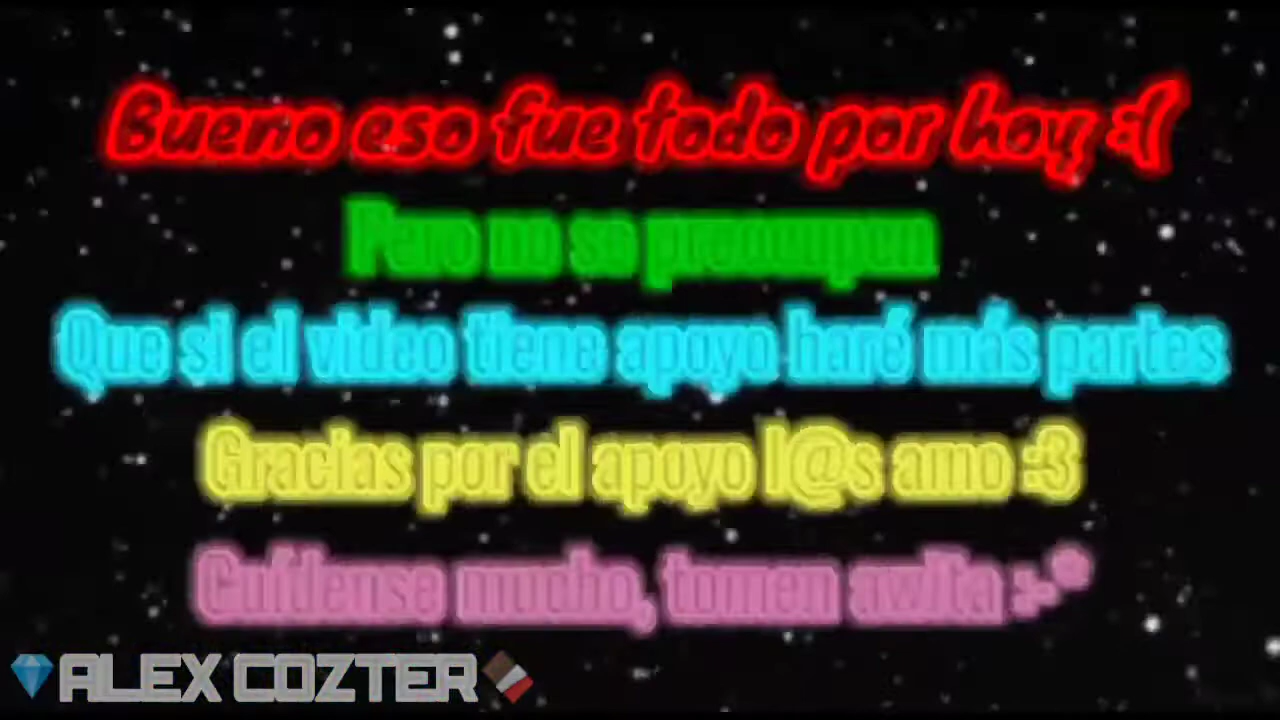 Bueno eso fue todo por hoy :(
Pero no se preocupen
Que si el video tiene apoyo haré más partes
Gracias por el apoyo l@s amo :3
Cuídense mucho, tomen awita :·*
ALEX COZTER